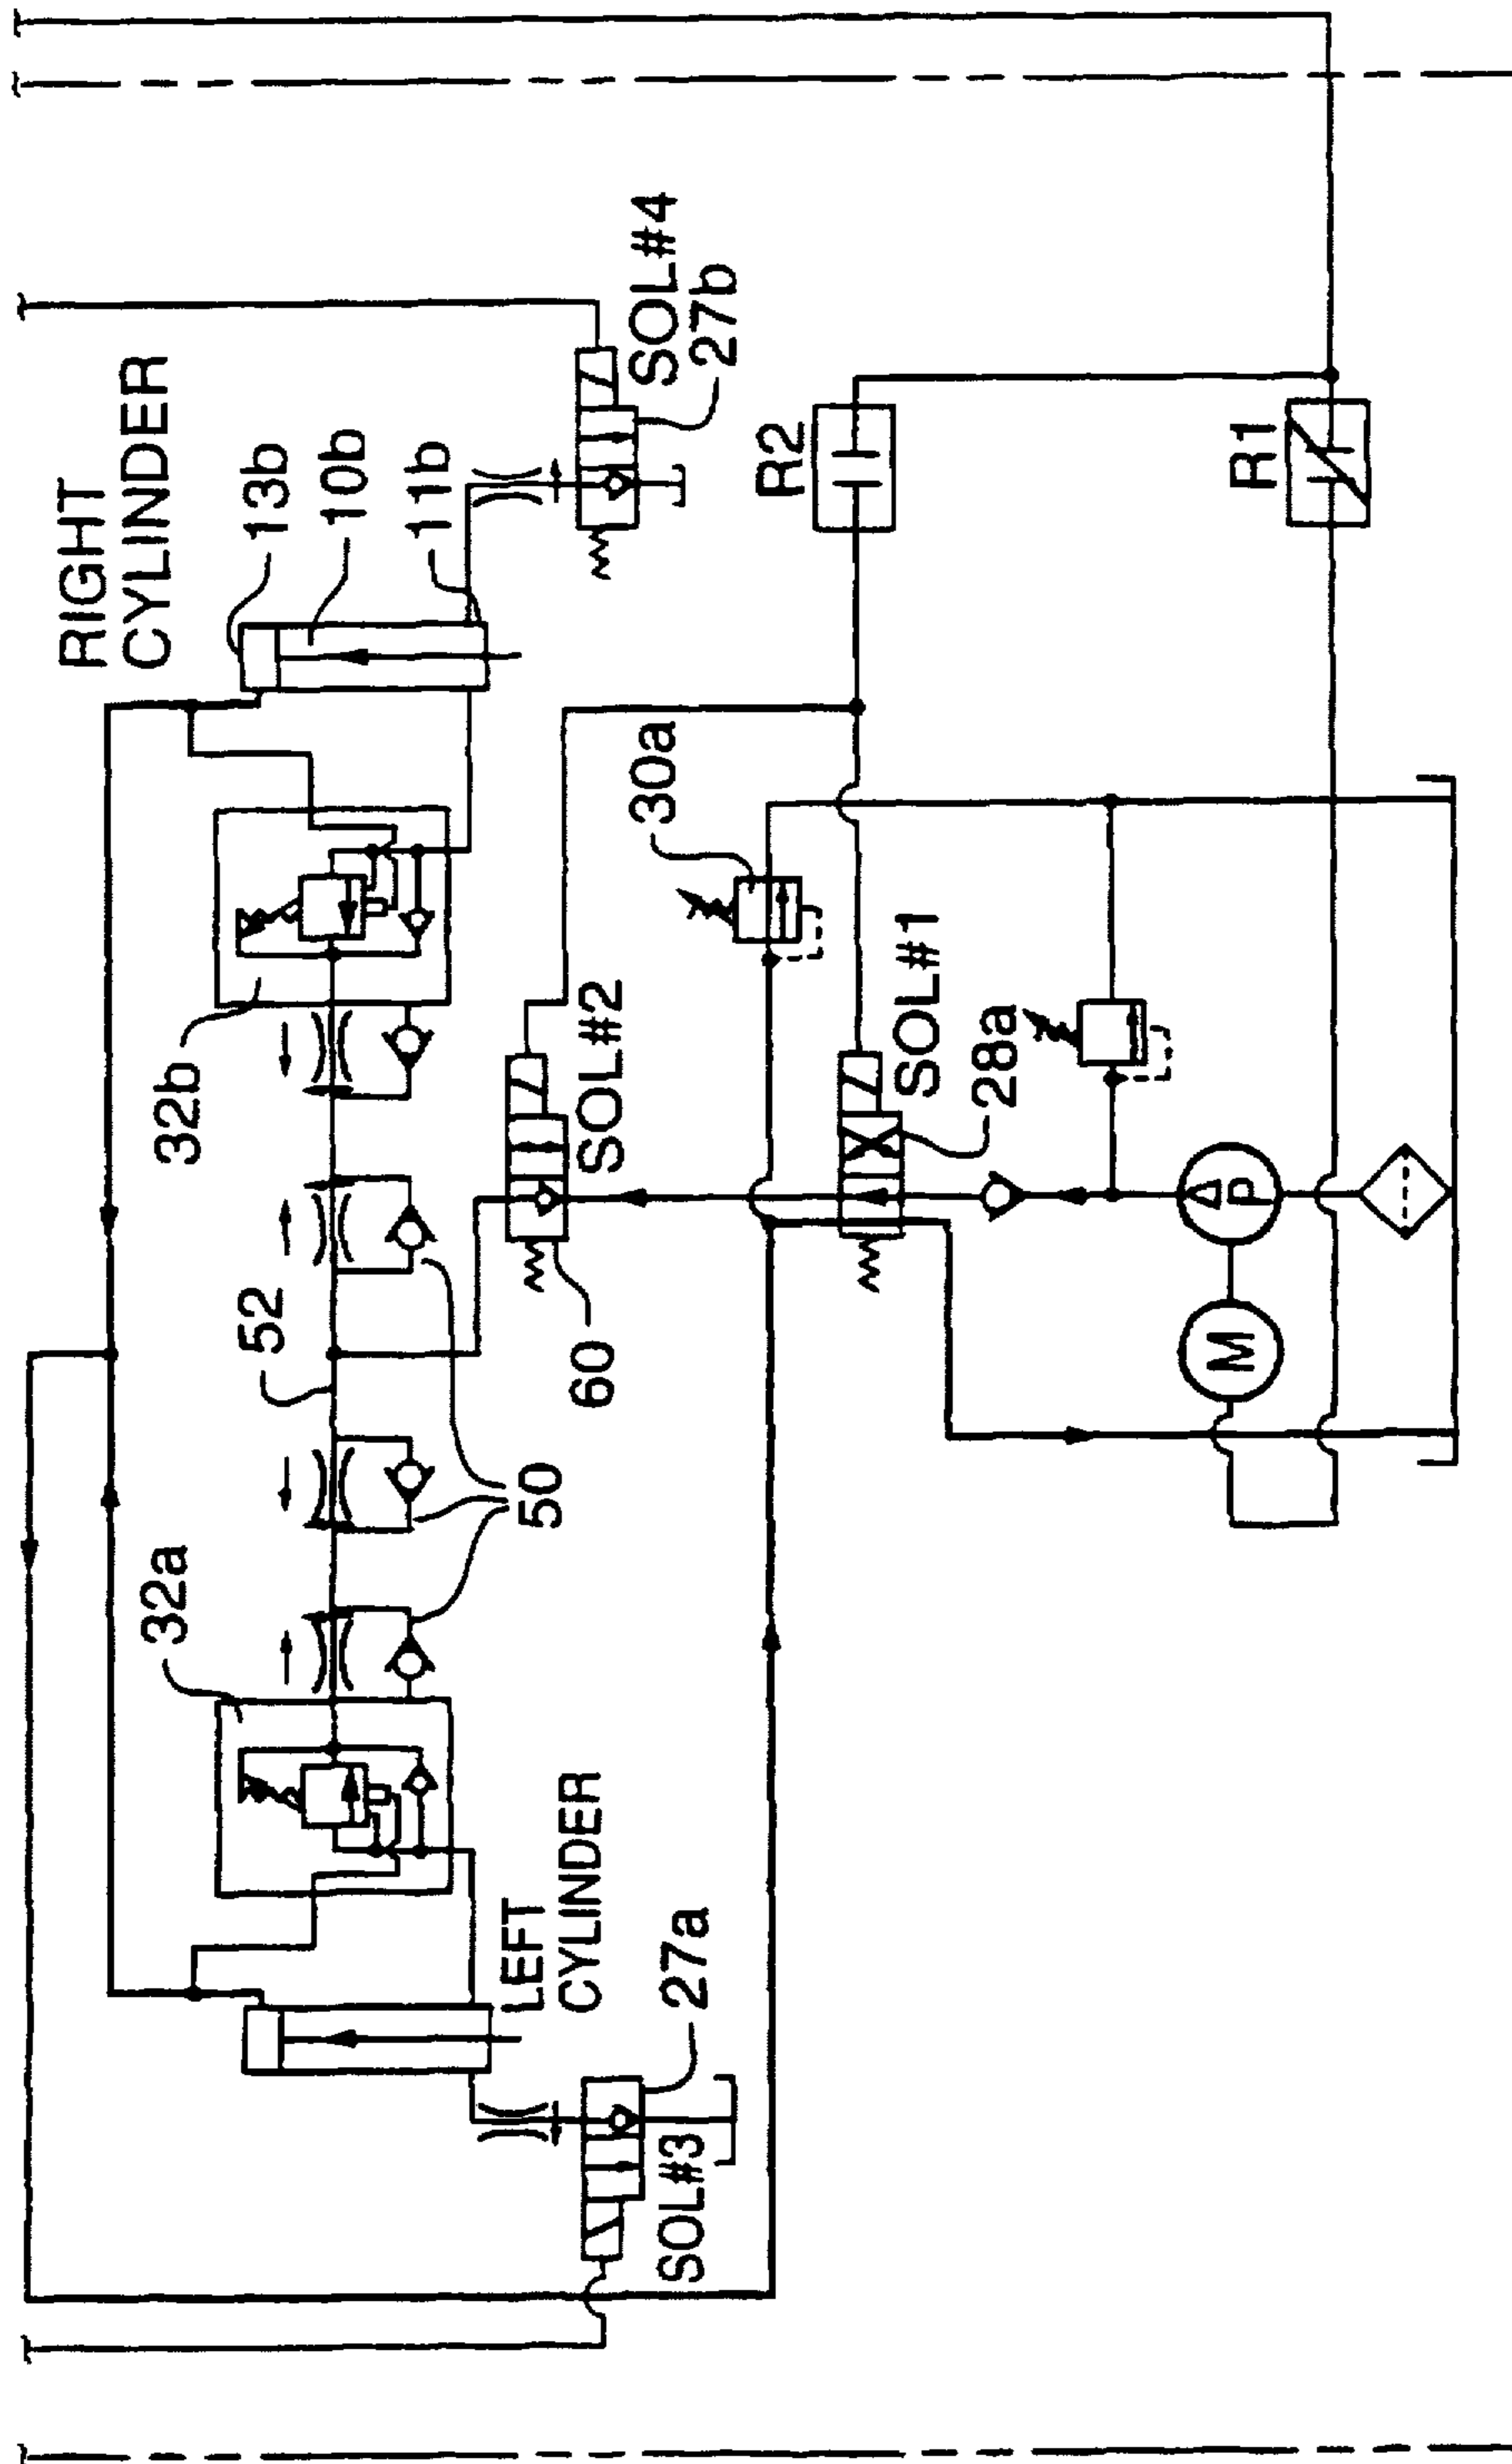 RIGHT
CYLINDER
13b
10b
11b
32a
32b
52
LEFT
CYLINDER
50
60
SOL#2
SOL#4
27b
30a
SOL#3
27a
R2
SOL#1
28a
M
P
R1